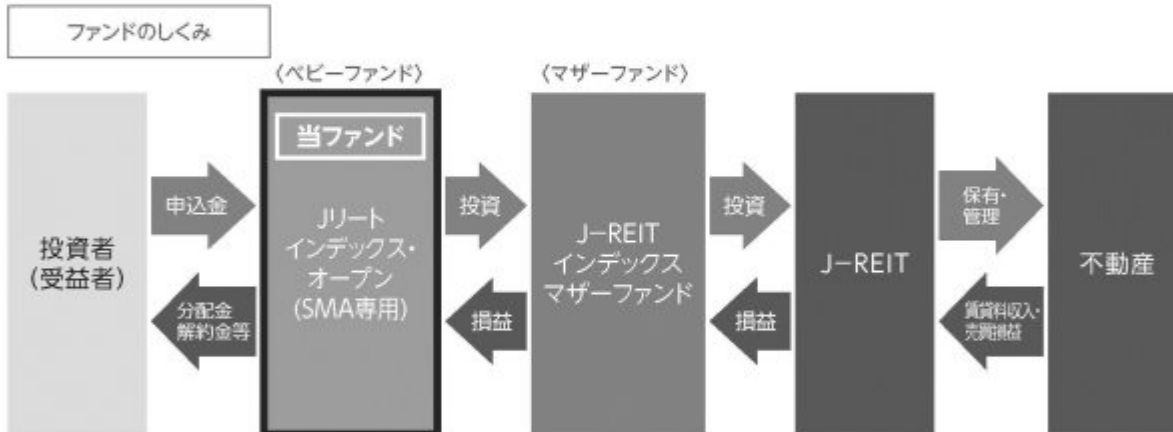 ファンドのしくみ
〈ベビーファンド〉
〈マザーファンド〉
投資者
(受益者)
申込金
分配金
解約金等
当ファンド
Jリート
インデックス・
オープン
(SMA専用)
投資
損益
J-REIT
インデックス
マザーファンド
投資
損益
J-REIT
保有・
管理
賃貸料収入・
売買損益
不動産